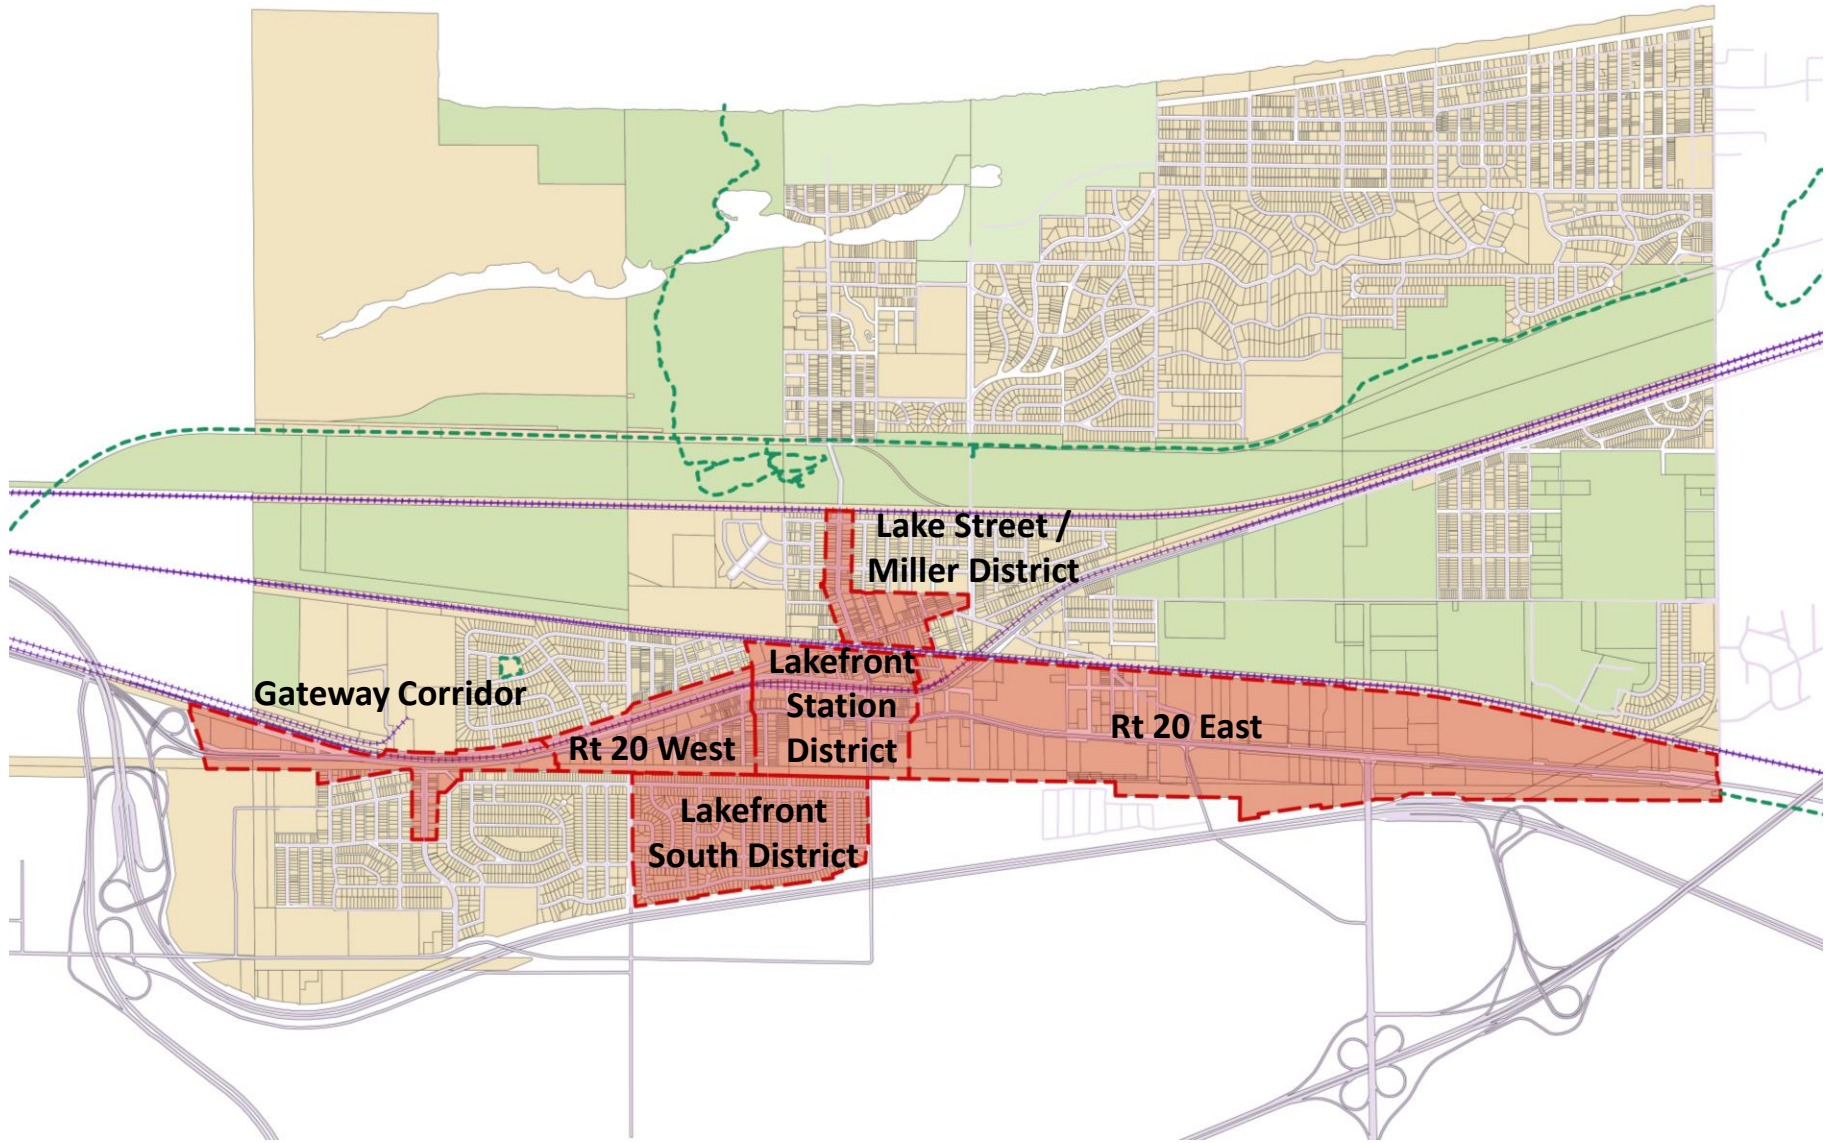 Lake Street /
Miller District
Gateway Corridor
Lakefront
Station
District
Rt 20 West
Rt 20 East
Lakefront
South District